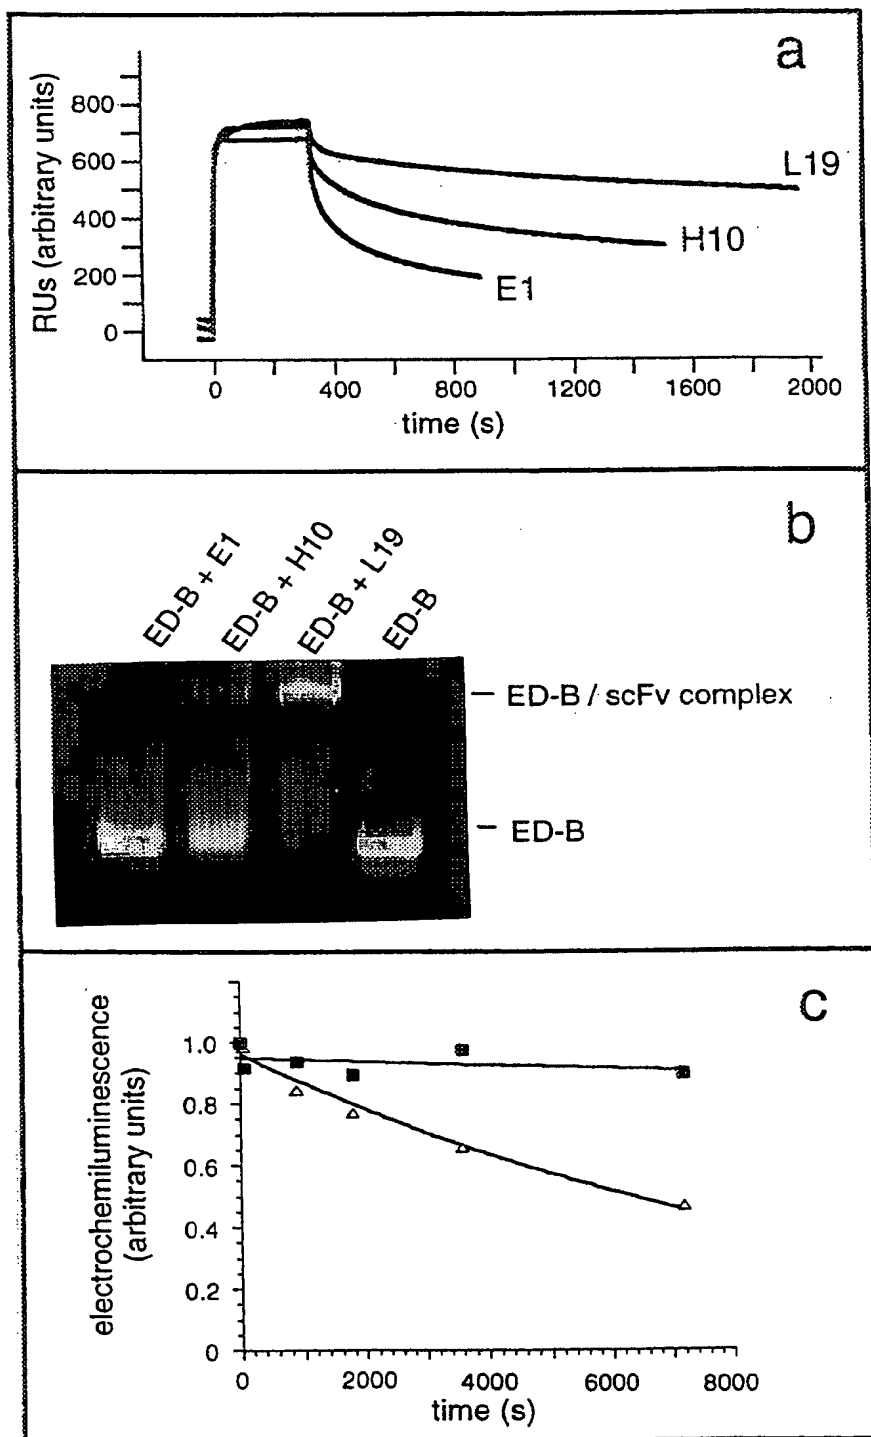 a
RUs (arbitrary units)
800
600
400
200
0
L19
H10
E1
0 400 800 1200 1600 2000
time (s)
b
ED-B + E1
ED-B + H10
ED-B + L19
ED-B
ED-B / scFv complex
ED-B
c
electrochemiluminescence
(arbitrary units)
1.0
0.8
0.6
0.4
0.2
0
0 2000 4000 6000 8000
time (s)